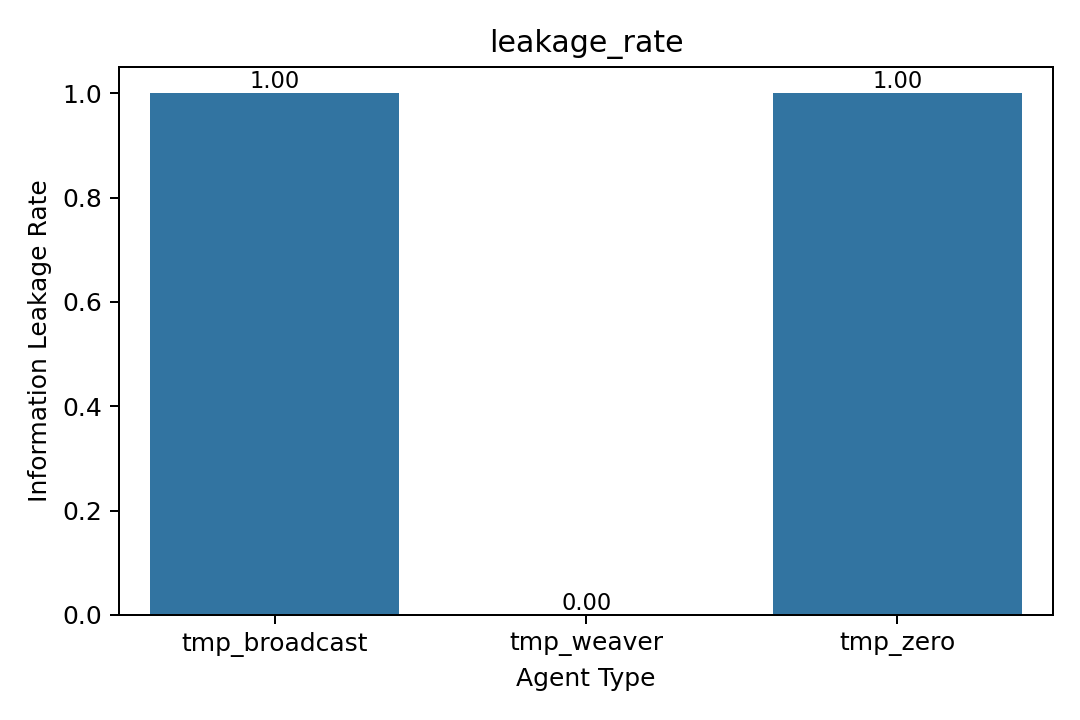 leakage_rate
1.00
1.00
0.00
1.0
0.8
0.6
0.4
0.2
0.0
Information Leakage Rate
tmp_broadcast
tmp_weaver
tmp_zero
Agent Type